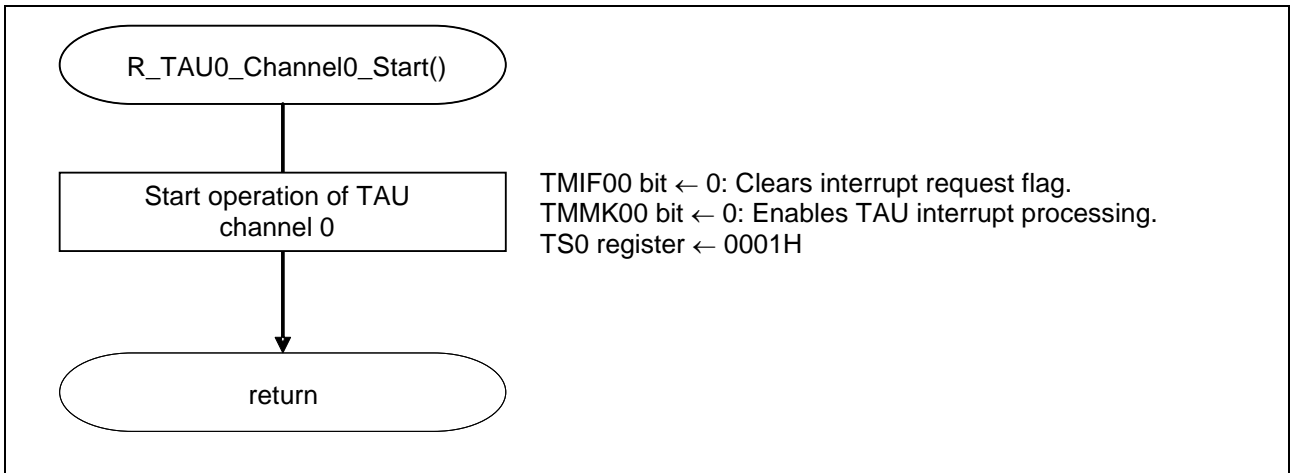 R_TAU0_Channel0_Start()
Start operation of TAU
channel 0
TMIF00 bit ← 0: Clears interrupt request flag.
TMMK00 bit ← 0: Enables TAU interrupt processing.
TS0 register ← 0001H
return